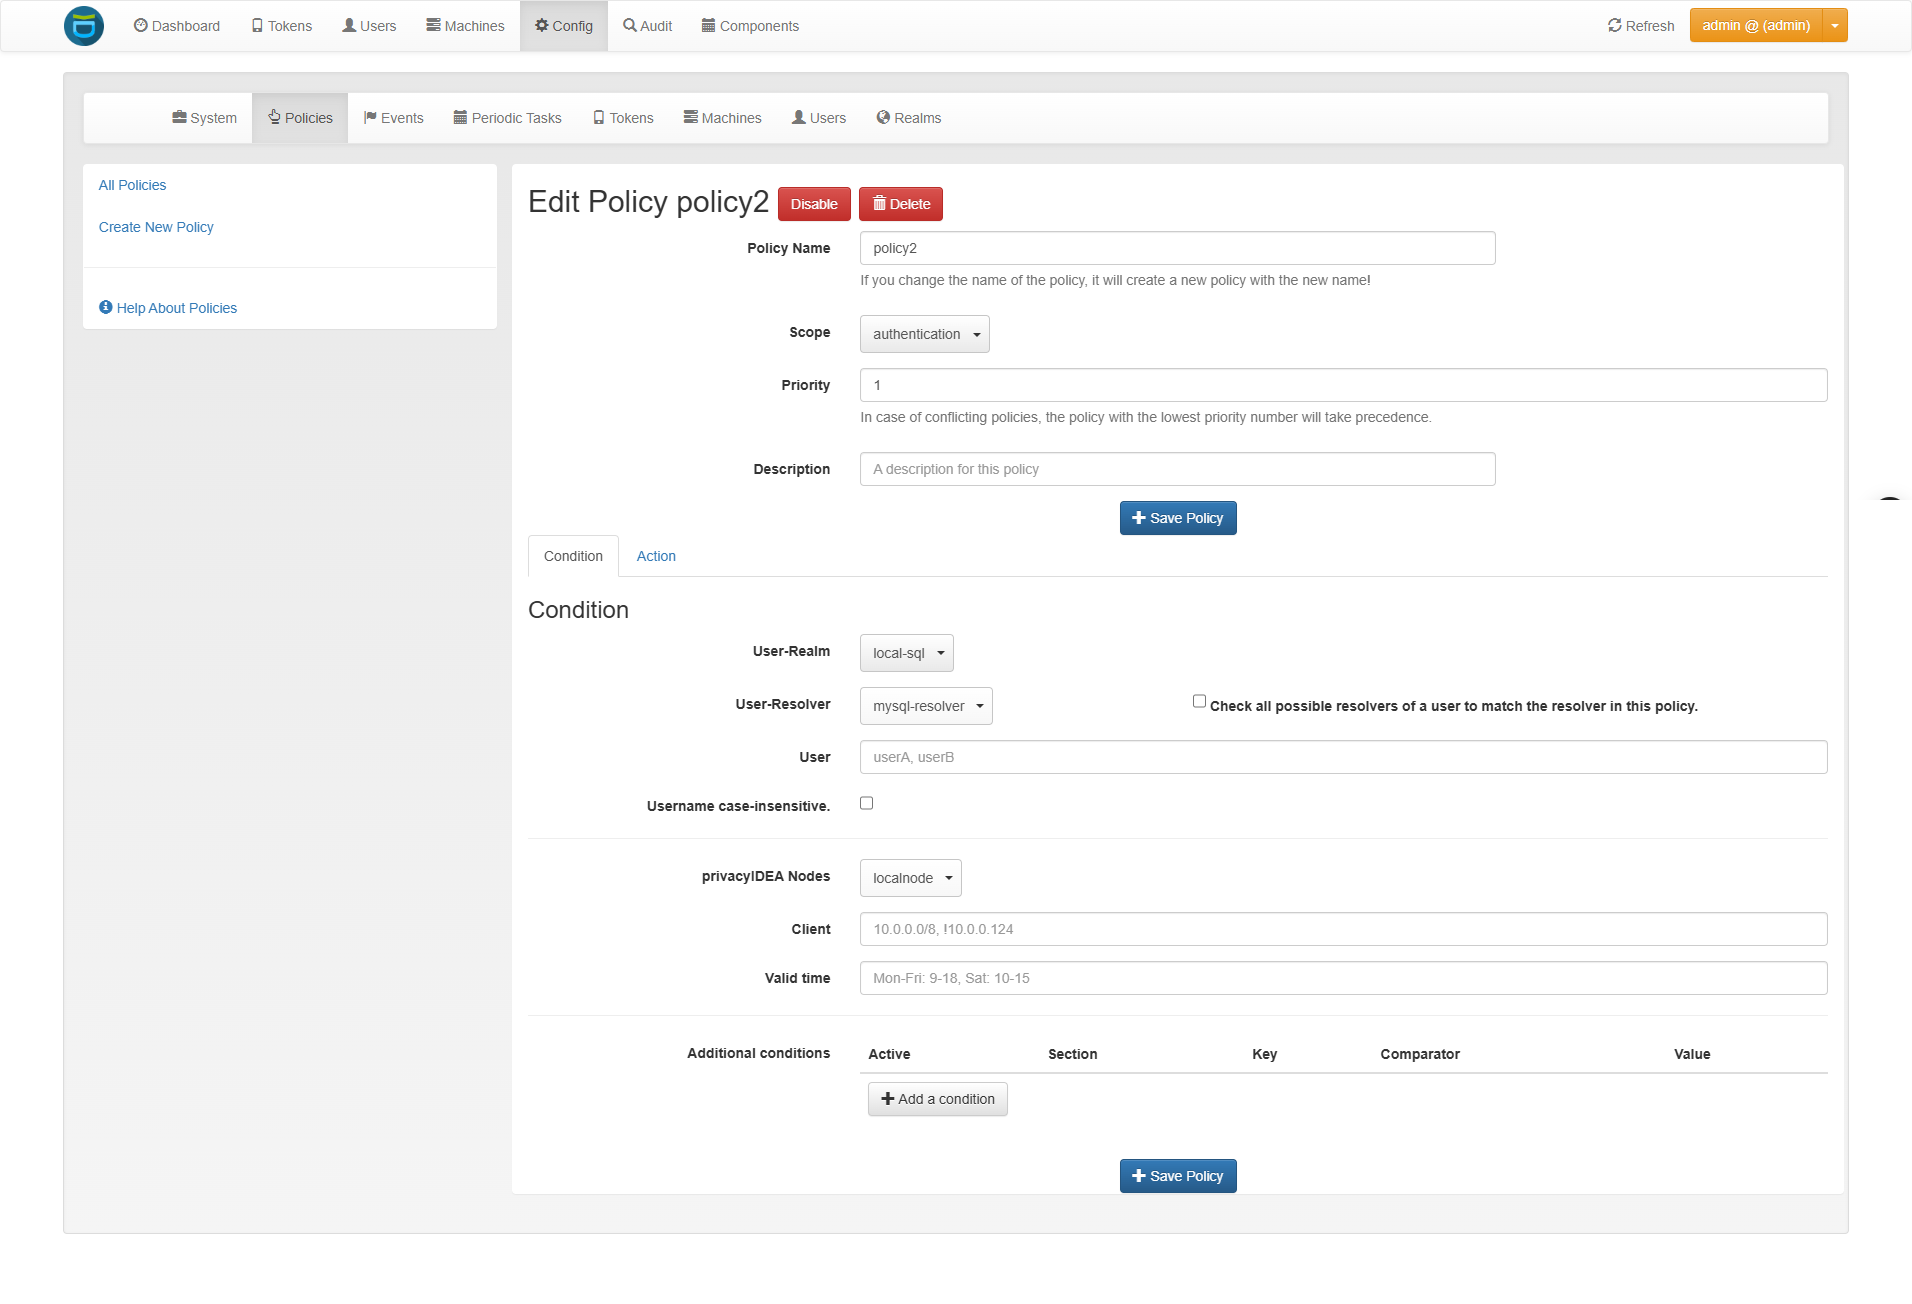 Dashboard Tokens Users Machines Config Audit Components Refresh admin @ (admin)
System Policies Events Periodic Tasks Tokens Machines Users Realms
All Policies
Create New Policy
Help About Policies
Edit Policy policy2 Disable Delete
Policy Name policy2
If you change the name of the policy, it will create a new policy with the new name!
Scope authentication
Priority 1
In case of conflicting policies, the policy with the lowest priority number will take precedence.
Description A description for this policy
Save Policy
Condition Action
Condition
User-Realm local-sql
User-Resolver mysql-resolver Check all possible resolvers of a user to match the resolver in this policy.
User userA, userB
Username case-insensitive.
privacyIDEA Nodes localnode
Client 10.0.0.0/8, !10.0.0.124
Valid time Mon-Fri: 9-18, Sat: 10-15
Additional conditions Active Section Key Comparator Value
Add a condition
Save Policy